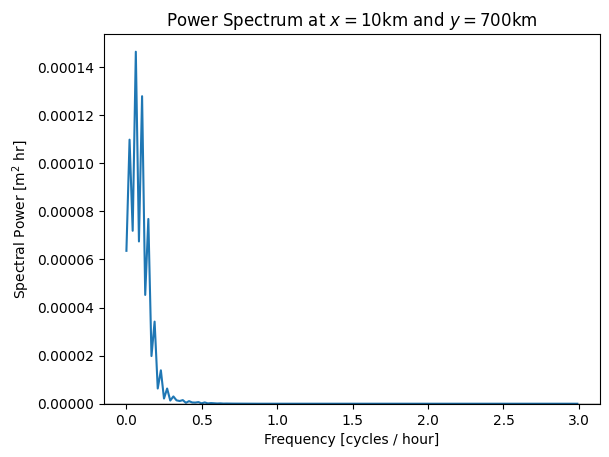 Power Spectrum at x = 10km and y = 700km
Spectral Power [m² hr]
0.00014
0.00012
0.00010
0.00008
0.00006
0.00004
0.00002
0.00000
0.0 0.5 1.0 1.5 2.0 2.5 3.0
Frequency [cycles / hour]